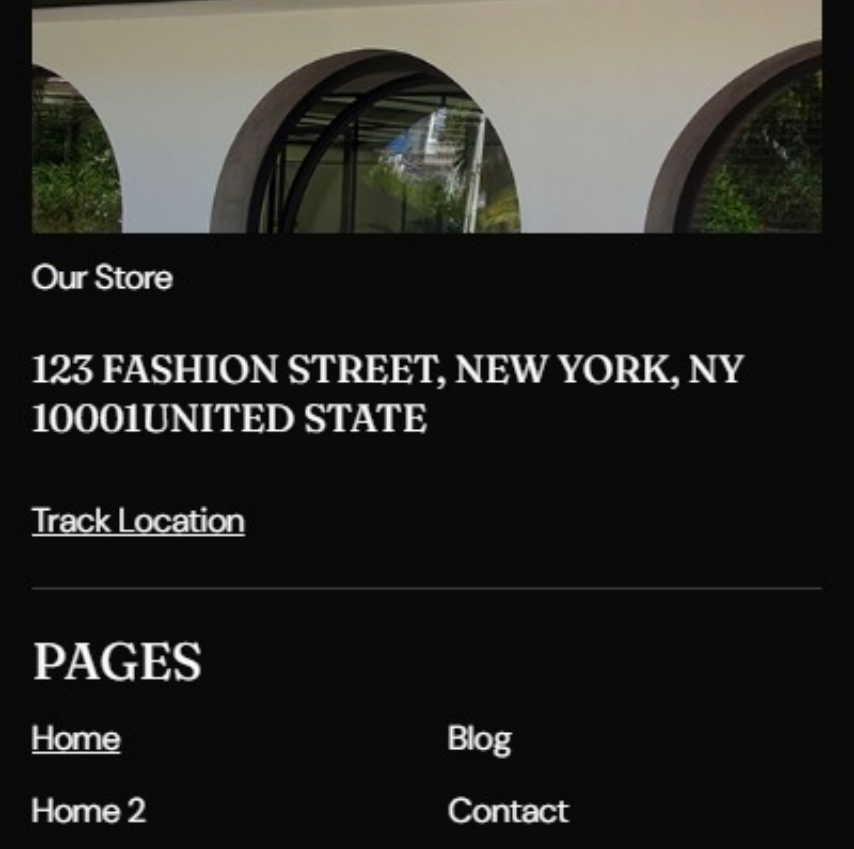 Our Store
123 FASHION STREET, NEW YORK, NY
10001UNITED STATE
Track Location
PAGES
Home
Blog
Home 2
Contact